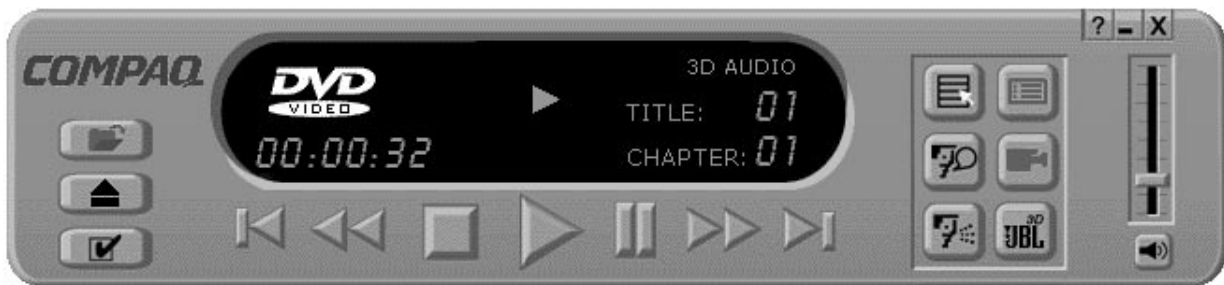 ? – X
COMPAQ
DVD
VIDEO
3D AUDIO
TITLE: 01
00:00:32
CHAPTER: 01
3D
JBL